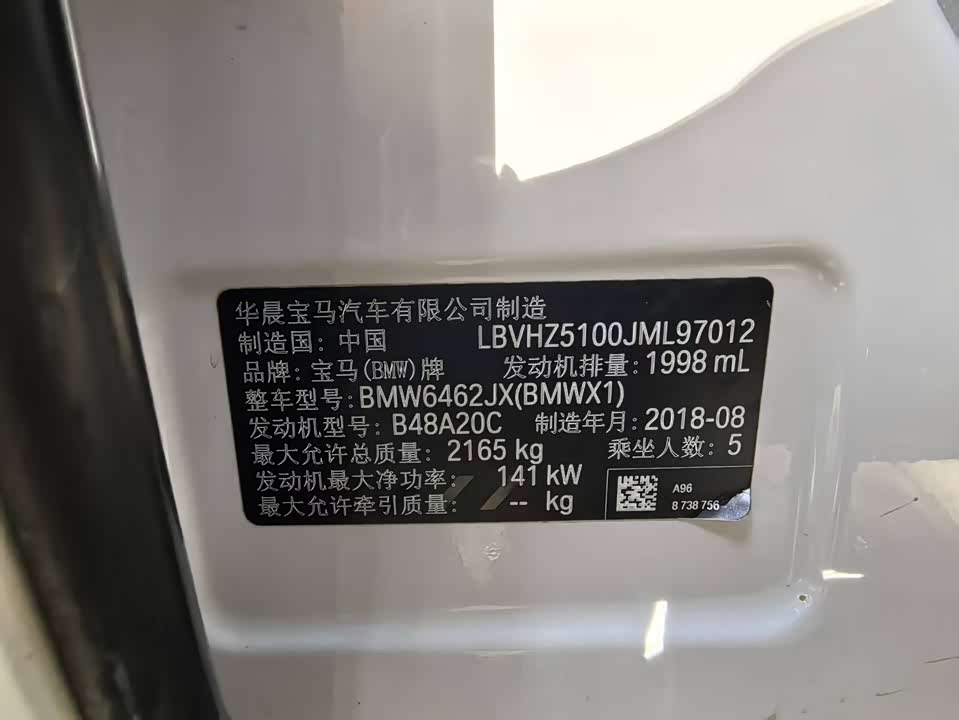 华晨宝马汽车有限公司制造
制造国: 中国 LBVHZ5100JML97012
品牌: 宝马(BMW)牌 发动机排量: 1998 mL
整车型号: BMW6462JX(BMWX1)
发动机型号: B48A20C 制造年月: 2018-08
最大允许总质量: 2165 kg 乘坐人数: 5
发动机最大净功率: 141 kW
最大允许牵引质量: -- kg
A96
8 738 756